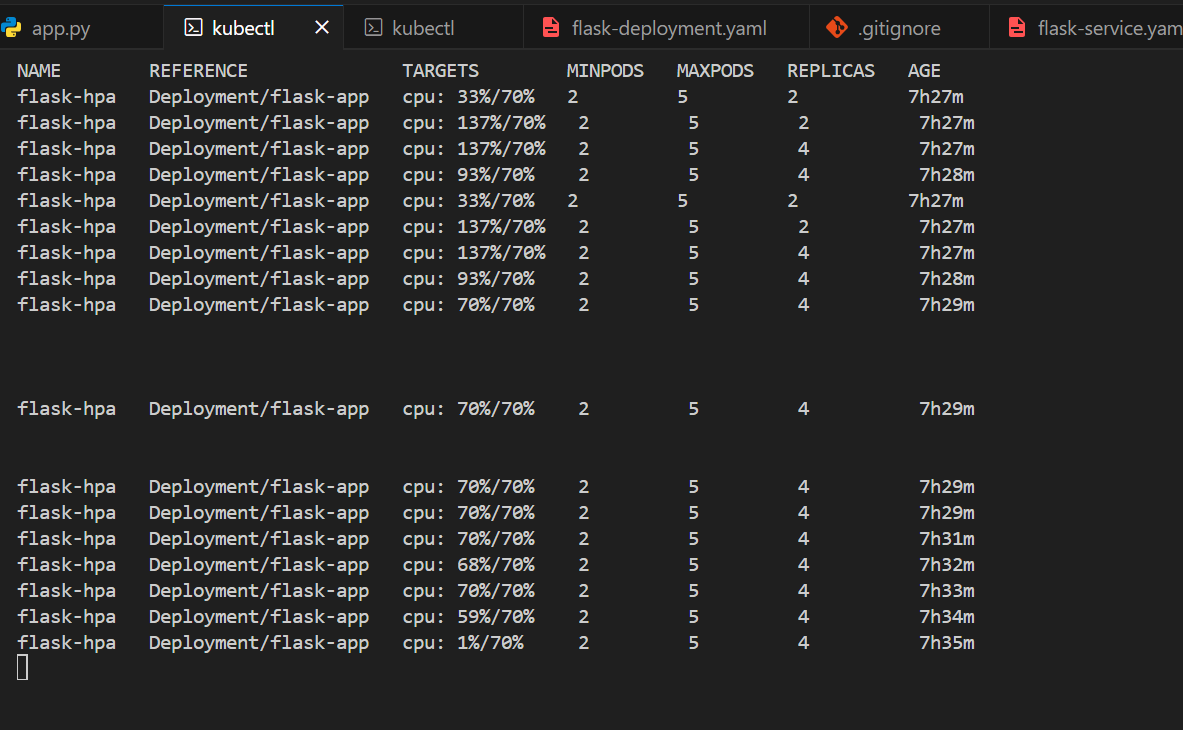 app.py kubectl kubectl flask-deployment.yaml .gitignore flask-service.yam
NAME REFERENCE TARGETS MINPODS MAXPODS REPLICAS AGE
flask-hpa Deployment/flask-app cpu: 33%/70% 2 5 2 7h27m
flask-hpa Deployment/flask-app cpu: 137%/70% 2 5 2 7h27m
flask-hpa Deployment/flask-app cpu: 137%/70% 2 5 4 7h27m
flask-hpa Deployment/flask-app cpu: 93%/70% 2 5 4 7h28m
flask-hpa Deployment/flask-app cpu: 33%/70% 2 5 2 7h27m
flask-hpa Deployment/flask-app cpu: 137%/70% 2 5 2 7h27m
flask-hpa Deployment/flask-app cpu: 137%/70% 2 5 4 7h27m
flask-hpa Deployment/flask-app cpu: 93%/70% 2 5 4 7h28m
flask-hpa Deployment/flask-app cpu: 70%/70% 2 5 4 7h29m
flask-hpa Deployment/flask-app cpu: 70%/70% 2 5 4 7h29m
flask-hpa Deployment/flask-app cpu: 70%/70% 2 5 4 7h29m
flask-hpa Deployment/flask-app cpu: 70%/70% 2 5 4 7h29m
flask-hpa Deployment/flask-app cpu: 70%/70% 2 5 4 7h31m
flask-hpa Deployment/flask-app cpu: 68%/70% 2 5 4 7h32m
flask-hpa Deployment/flask-app cpu: 70%/70% 2 5 4 7h33m
flask-hpa Deployment/flask-app cpu: 59%/70% 2 5 4 7h34m
flask-hpa Deployment/flask-app cpu: 1%/70% 2 5 4 7h35m